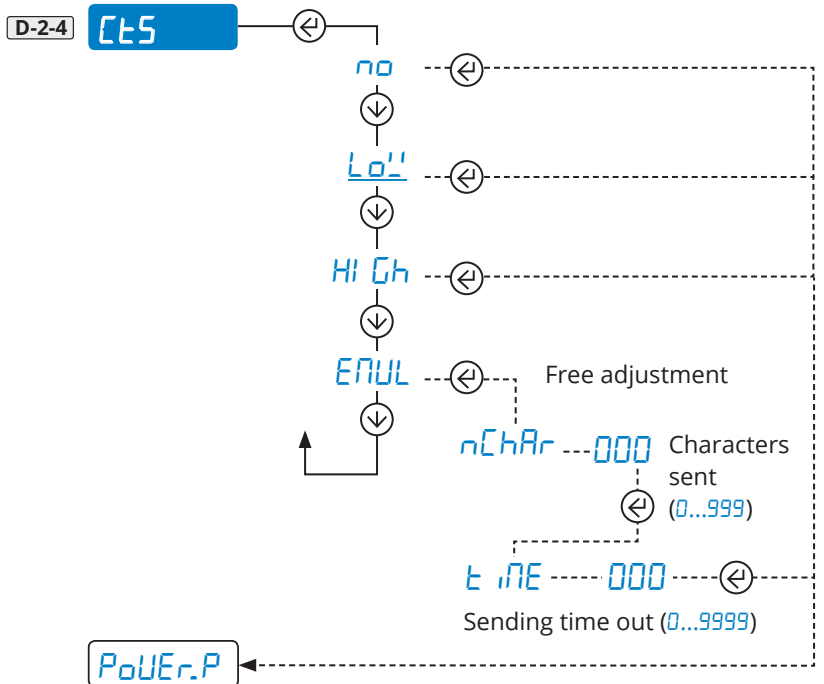 D-2-4 CtS
no
LoW
HIGh
EMUL Free adjustment
nChAr 000 Characters
sent
(0...999)
tiME 000
Sending time out (0...9999)
PoWEr.P